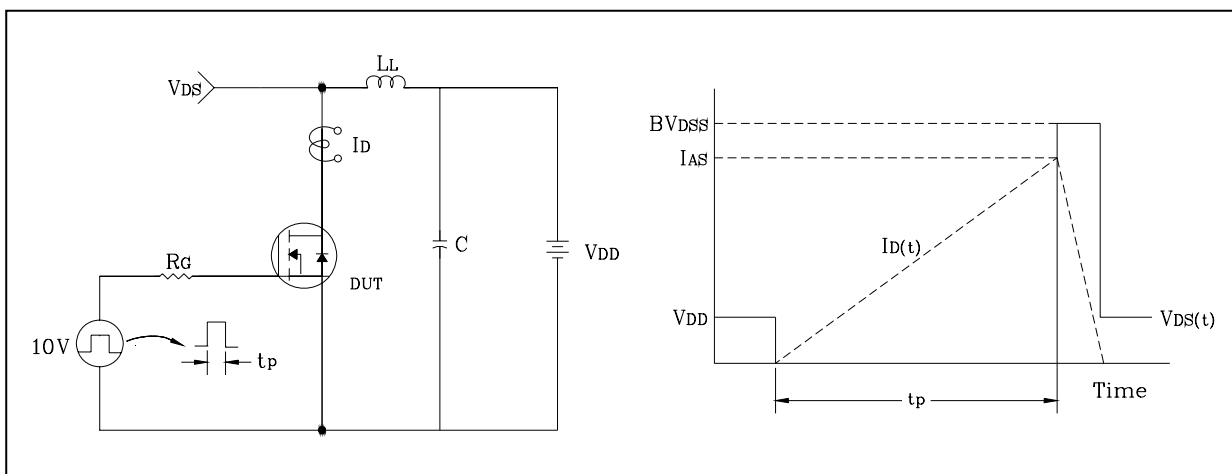 LL
VDS
ID
RG
DUT
C
VDD
10V
tp
BVDSS
IAS
ID(t)
VDD
VDS(t)
Time
tp